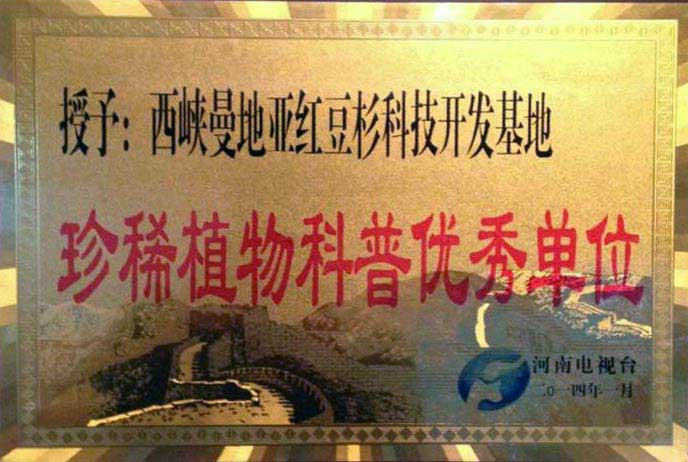 授予：西峡曼地亚红豆杉科技开发基地
珍稀植物科普优秀单位
河南电视台
二0一四年一月